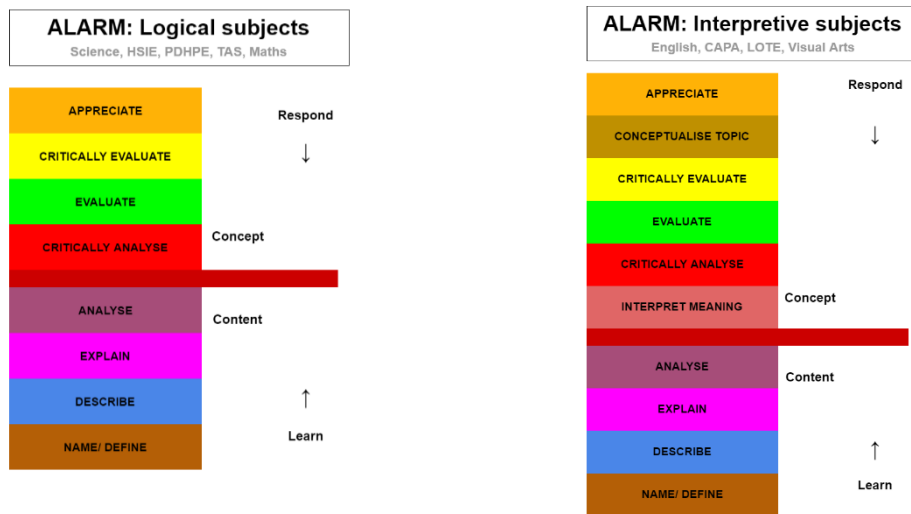 ALARM: Logical subjects
Science, HSIE, PDHPE, TAS, Maths
APPRECIATE
Respond
↓
CRITICALLY EVALUATE
EVALUATE
Concept
CRITICALLY ANALYSE
ANALYSE
Content
EXPLAIN
DESCRIBE
↑
Learn
NAME/ DEFINE
ALARM: Interpretive subjects
English, CAPA, LOTE, Visual Arts
APPRECIATE
Respond
CONCEPTUALISE TOPIC
↓
CRITICALLY EVALUATE
EVALUATE
CRITICALLY ANALYSE
INTERPRET MEANING
Concept
ANALYSE
Content
EXPLAIN
DESCRIBE
↑
Learn
NAME/ DEFINE